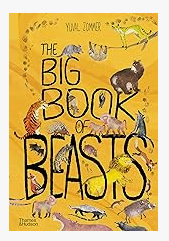 YUVAL ZOMMER
THE
BIG
BOOK
OF
BEASTS
Thames
&Hudson